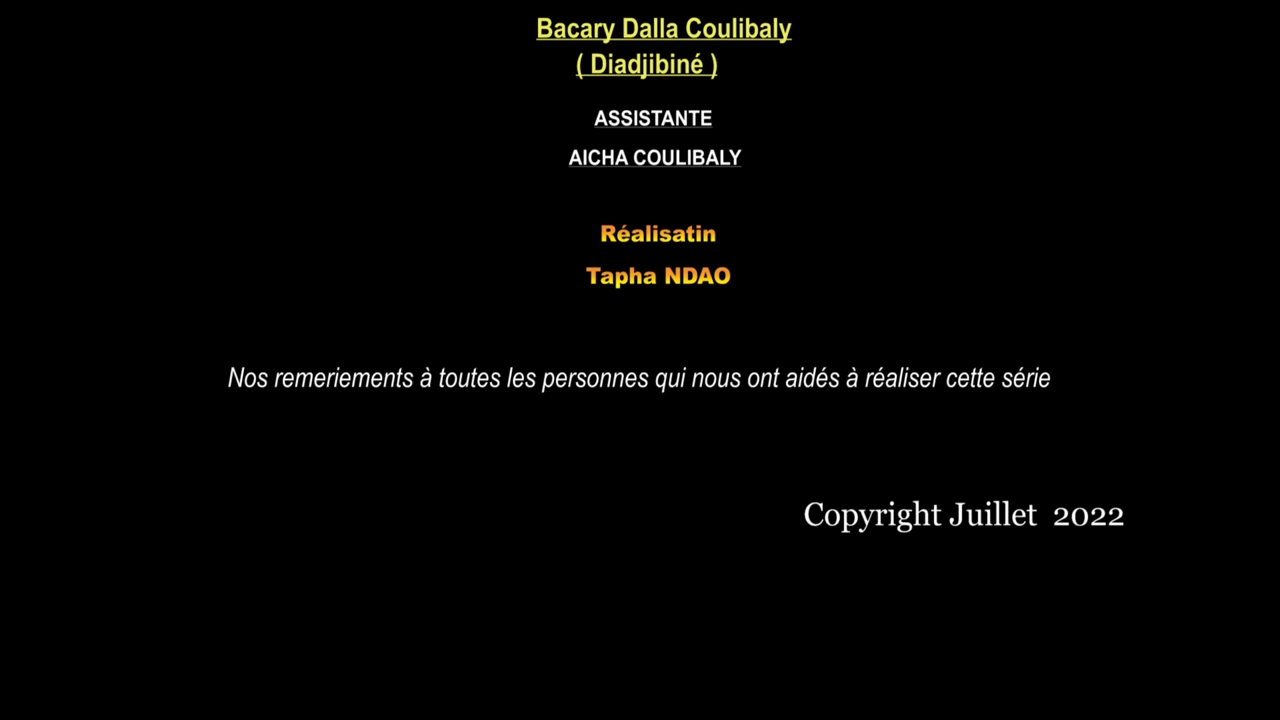 Bacary Dalla Coulibaly
( Diadjibiné )
ASSISTANTE
AICHA COULIBALY
Réalisatin
Tapha NDAO
Nos remeriements à toutes les personnes qui nous ont aidés à réaliser cette série
Copyright Juillet 2022